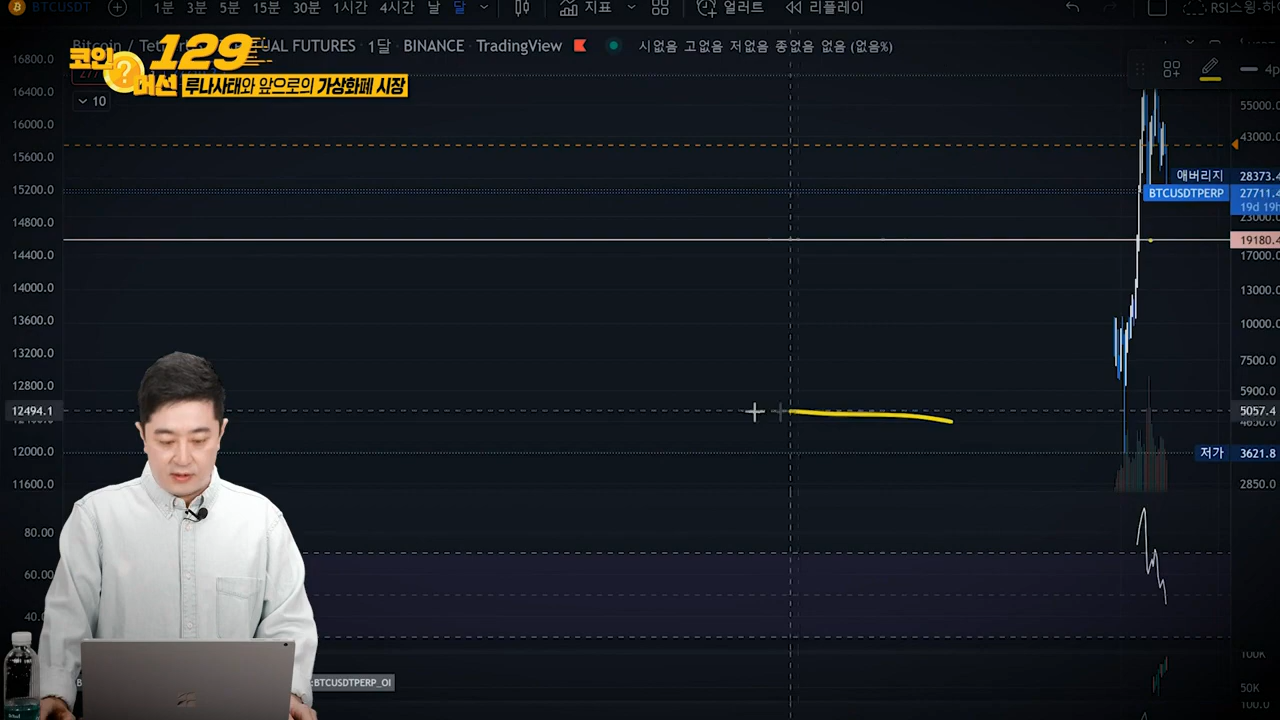 BTCUSDT 1분 3분 5분 15분 30분 1시간 4시간 날 달 지표 얼러트 리플레이
Bitcoin / UAL FUTURES · 1달 · BINANCE · TradingView 시없음 고없음 저없음 종없음 없음 (없음%)
코인 129
머선 루나사태와 앞으로의 가상화폐 시장
10
4p
16800.0
16400.0
16000.0
15600.0
15200.0
14800.0
14400.0
14000.0
13600.0
13200.0
12800.0
12494.1
12000.0
11600.0
80.00
60.00
40.
55000.0
43000.0
애버리지 28373.4
BTCUSDTPERP 27711.4
19d 19h
23000.0
19180.4
17000.0
13000.0
10000.0
7500.0
5900.0
5057.4
저가 3621.8
2850.0
100K
50K
100.0
BTCUSDTPERP_OI